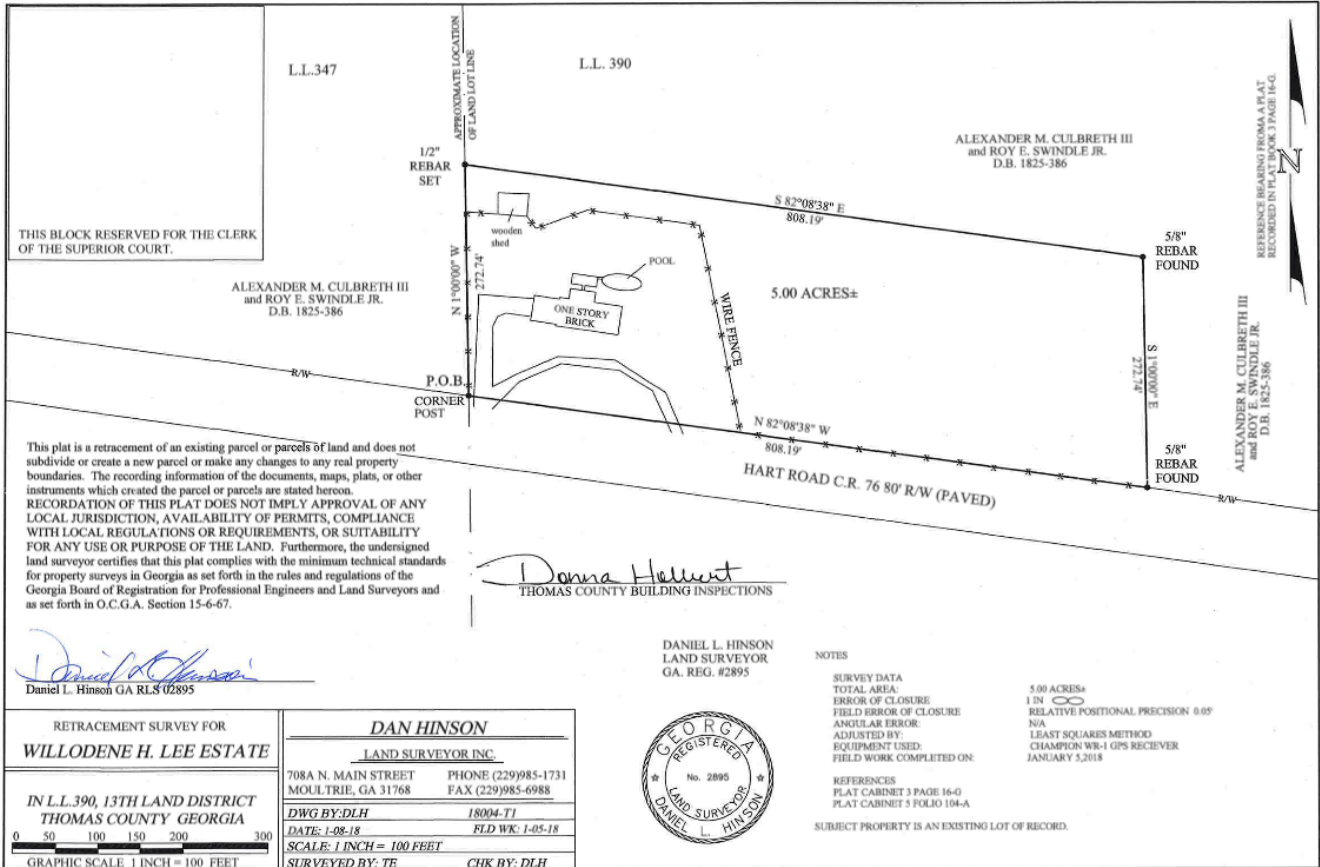 L.L.347
L.L. 390
APPROXIMATE LOCATION
OF LAND LOT LINE
THIS BLOCK RESERVED FOR THE CLERK
OF THE SUPERIOR COURT.
1/2"
REBAR
SET
ALEXANDER M. CULBRETH III
and ROY E. SWINDLE JR.
D.B. 1825-386
REFERENCE BEARING FROMA A PLAT
RECORDED IN PLAT BOOK 3 PAGE 16-G.
N
S 82°08'38" E
808.19'
5/8"
REBAR
FOUND
wooden
shed
POOL
ALEXANDER M. CULBRETH III
and ROY E. SWINDLE JR.
D.B. 1825-386
N 1°00'00" W
272.74'
ONE STORY
BRICK
WIRE FENCE
5.00 ACRES±
S 1°00'00" E
272.74'
ALEXANDER M. CULBRETH III
and ROY E. SWINDLE JR.
D.B. 1825-386
R/W
P.O.B.
CORNER
POST
N 82°08'38" W
808.19'
HART ROAD C.R. 76 80' R/W (PAVED)
5/8"
REBAR
FOUND
R/W
This plat is a retracement of an existing parcel or parcels of land and does not
subdivide or create a new parcel or make any changes to any real property
boundaries. The recording information of the documents, maps, plats, or other
instruments which created the parcel or parcels are stated hereon.
RECORDATION OF THIS PLAT DOES NOT IMPLY APPROVAL OF ANY
LOCAL JURISDICTION, AVAILABILITY OF PERMITS, COMPLIANCE
WITH LOCAL REGULATIONS OR REQUIREMENTS, OR SUITABILITY
FOR ANY USE OR PURPOSE OF THE LAND. Furthermore, the undersigned
land surveyor certifies that this plat complies with the minimum technical standards
for property surveys in Georgia as set forth in the rules and regulations of the
Georgia Board of Registration for Professional Engineers and Land Surveyors and
as set forth in O.C.G.A. Section 15-6-67.
Donna
THOMAS COUNTY BUILDING INSPECTIONS
Daniel L. Hinson
Daniel L. Hinson GA RLS 02895
DANIEL L. HINSON
LAND SURVEYOR
GA. REG. #2895
GEORGIA
REGISTERED
No. 2895
LAND SURVEYOR
DANIEL L. HINSON
NOTES
SURVEY DATA
TOTAL AREA: 5.00 ACRES±
ERROR OF CLOSURE 1 IN
FIELD ERROR OF CLOSURE RELATIVE POSITIONAL PRECISION 0.05'
ANGULAR ERROR: N/A
ADJUSTED BY: LEAST SQUARES METHOD
EQUIPMENT USED: CHAMPION WR-1 GPS RECIEVER
FIELD WORK COMPLETED ON: JANUARY 5,2018
REFERENCES
PLAT CABINET 3 PAGE 16-G
PLAT CABINET 5 FOLIO 104-A
SUBJECT PROPERTY IS AN EXISTING LOT OF RECORD.
RETRACEMENT SURVEY FOR
WILLODENE H. LEE ESTATE
IN L.L.390, 13TH LAND DISTRICT
THOMAS COUNTY GEORGIA
0 50 100 150 200 300
GRAPHIC SCALE 1 INCH = 100 FEET
DAN HINSON
LAND SURVEYOR INC.
708A N. MAIN STREET PHONE (229)985-1731
MOULTRIE, GA 31768 FAX (229)985-6988
DWG BY:DLH 18004-T1
DATE: 1-08-18 FLD WK: 1-05-18
SCALE: 1 INCH = 100 FEET
SURVEYED BY: TE CHK BY: DLH